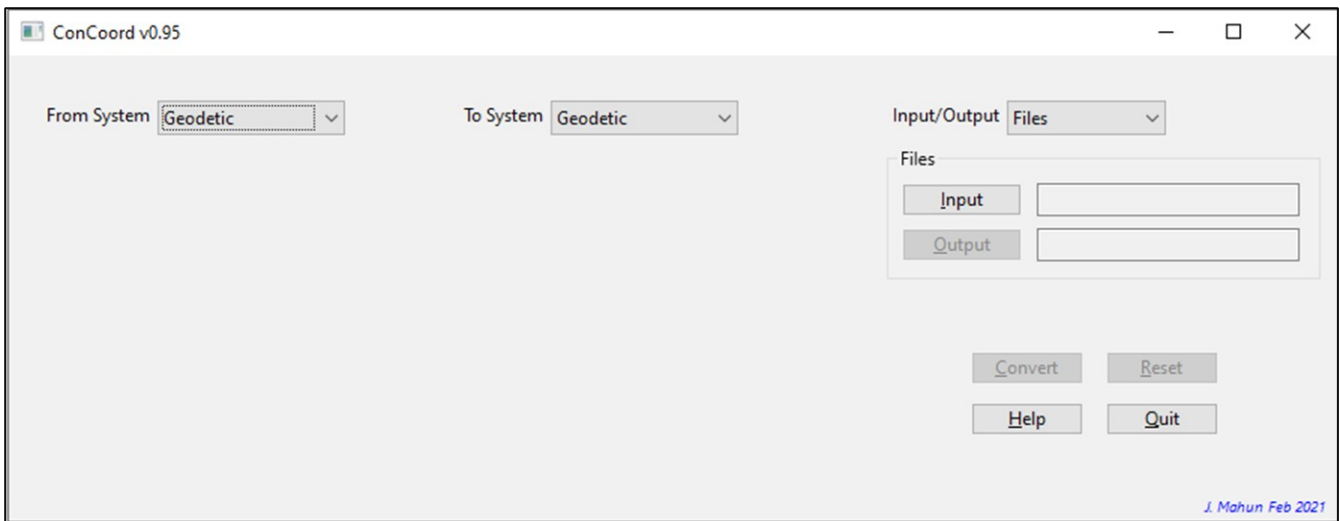 ConCoord v0.95
From System Geodetic To System Geodetic Input/Output Files
Files
Input
Output
Convert Reset
Help Quit
J. Mahun Feb 2021